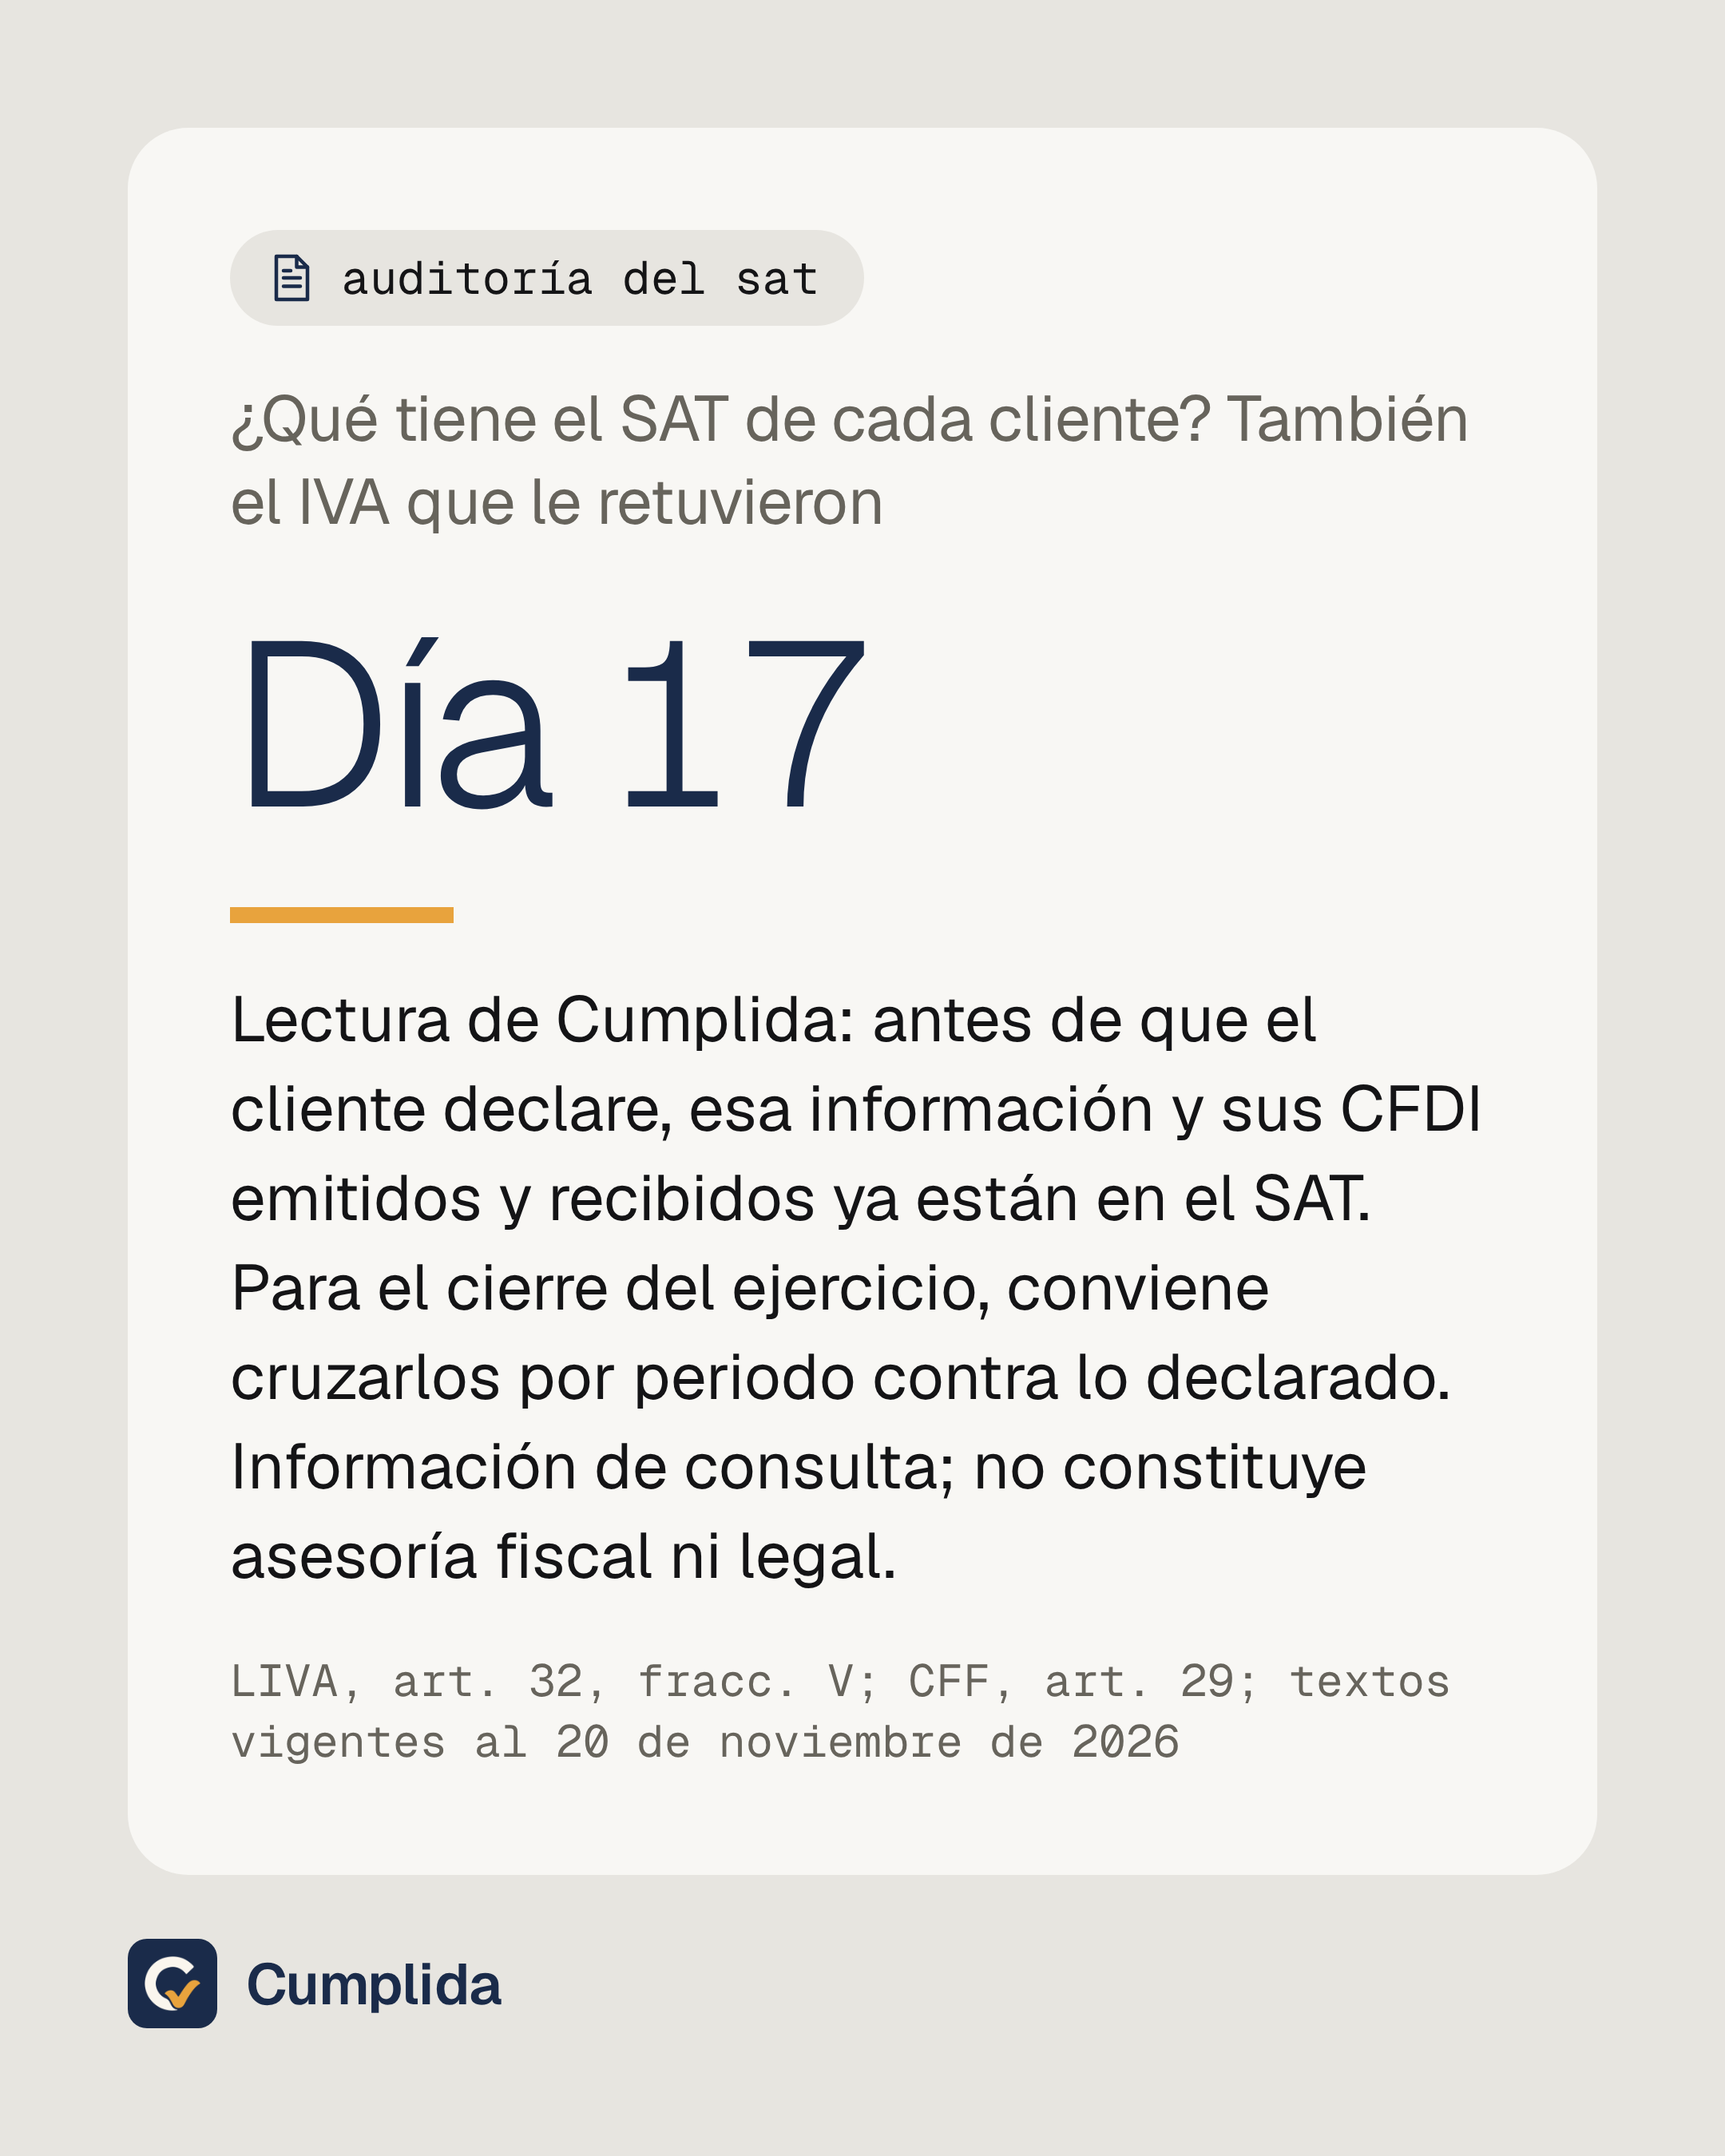 auditoría del sat
¿Qué tiene el SAT de cada cliente? También
el IVA que le retuvieron
Día 17
Lectura de Cumplida: antes de que el
cliente declare, esa información y sus CFDI
emitidos y recibidos ya están en el SAT.
Para el cierre del ejercicio, conviene
cruzarlos por periodo contra lo declarado.
Información de consulta; no constituye
asesoría fiscal ni legal.
LIVA, art. 32, fracc. V; CFF, art. 29; textos
vigentes al 20 de noviembre de 2026
Cumplida